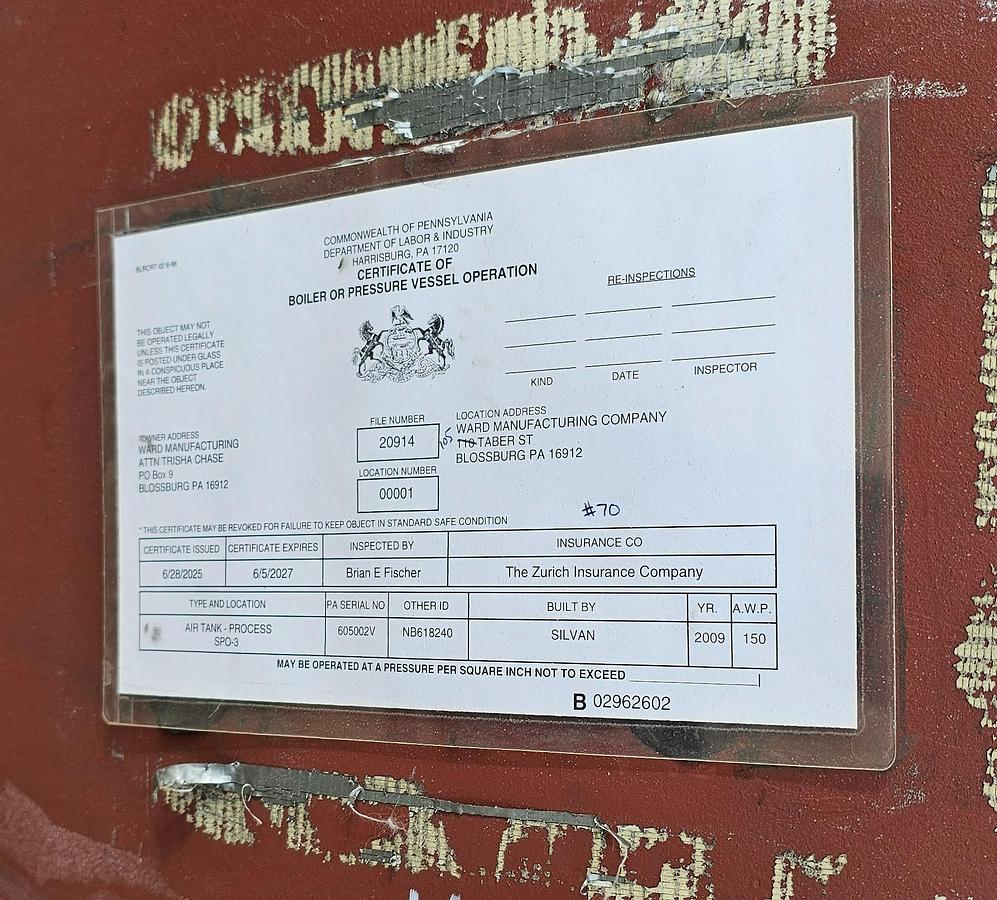 BLRCRT-02 6-96
COMMONWEALTH OF PENNSYLVANIA
DEPARTMENT OF LABOR & INDUSTRY
HARRISBURG, PA 17120
CERTIFICATE OF
BOILER OR PRESSURE VESSEL OPERATION
RE-INSPECTIONS
KIND DATE INSPECTOR
THIS OBJECT MAY NOT
BE OPERATED LEGALLY
UNLESS THIS CERTIFICATE
IS POSTED UNDER GLASS
IN A CONSPICUOUS PLACE
NEAR THE OBJECT
DESCRIBED HEREON.
OWNER ADDRESS
WARD MANUFACTURING
ATTN TRISHA CHASE
PO Box 9
BLOSSBURG PA 16912
FILE NUMBER
20914
LOCATION NUMBER
00001
LOCATION ADDRESS
WARD MANUFACTURING COMPANY
105 110 TABER ST
BLOSSBURG PA 16912
#70
* THIS CERTIFICATE MAY BE REVOKED FOR FAILURE TO KEEP OBJECT IN STANDARD SAFE CONDITION
CERTIFICATE ISSUED CERTIFICATE EXPIRES INSPECTED BY INSURANCE CO
6/28/2025 6/5/2027 Brian E Fischer The Zurich Insurance Company
TYPE AND LOCATION PA SERIAL NO OTHER ID BUILT BY YR. A.W.P.
AIR TANK - PROCESS 605002V NB618240 SILVAN 2009 150
SPO-3
MAY BE OPERATED AT A PRESSURE PER SQUARE INCH NOT TO EXCEED
B 02962602